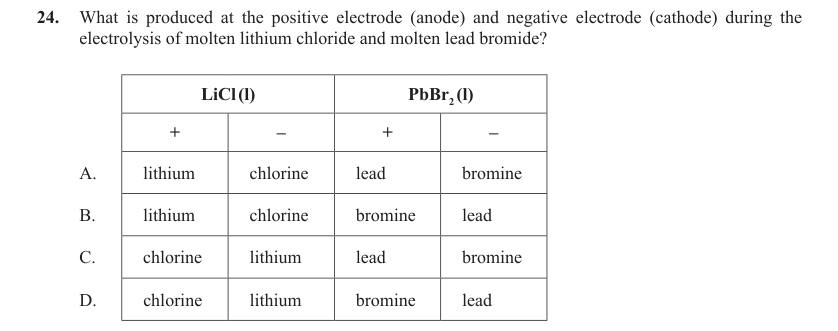 24. What is produced at the positive electrode (anode) and negative electrode (cathode) during the
electrolysis of molten lithium chloride and molten lead bromide?
LiCl (l) PbBr₂ (l)
+ – + –
A. lithium chlorine lead bromine
B. lithium chlorine bromine lead
C. chlorine lithium lead bromine
D. chlorine lithium bromine lead